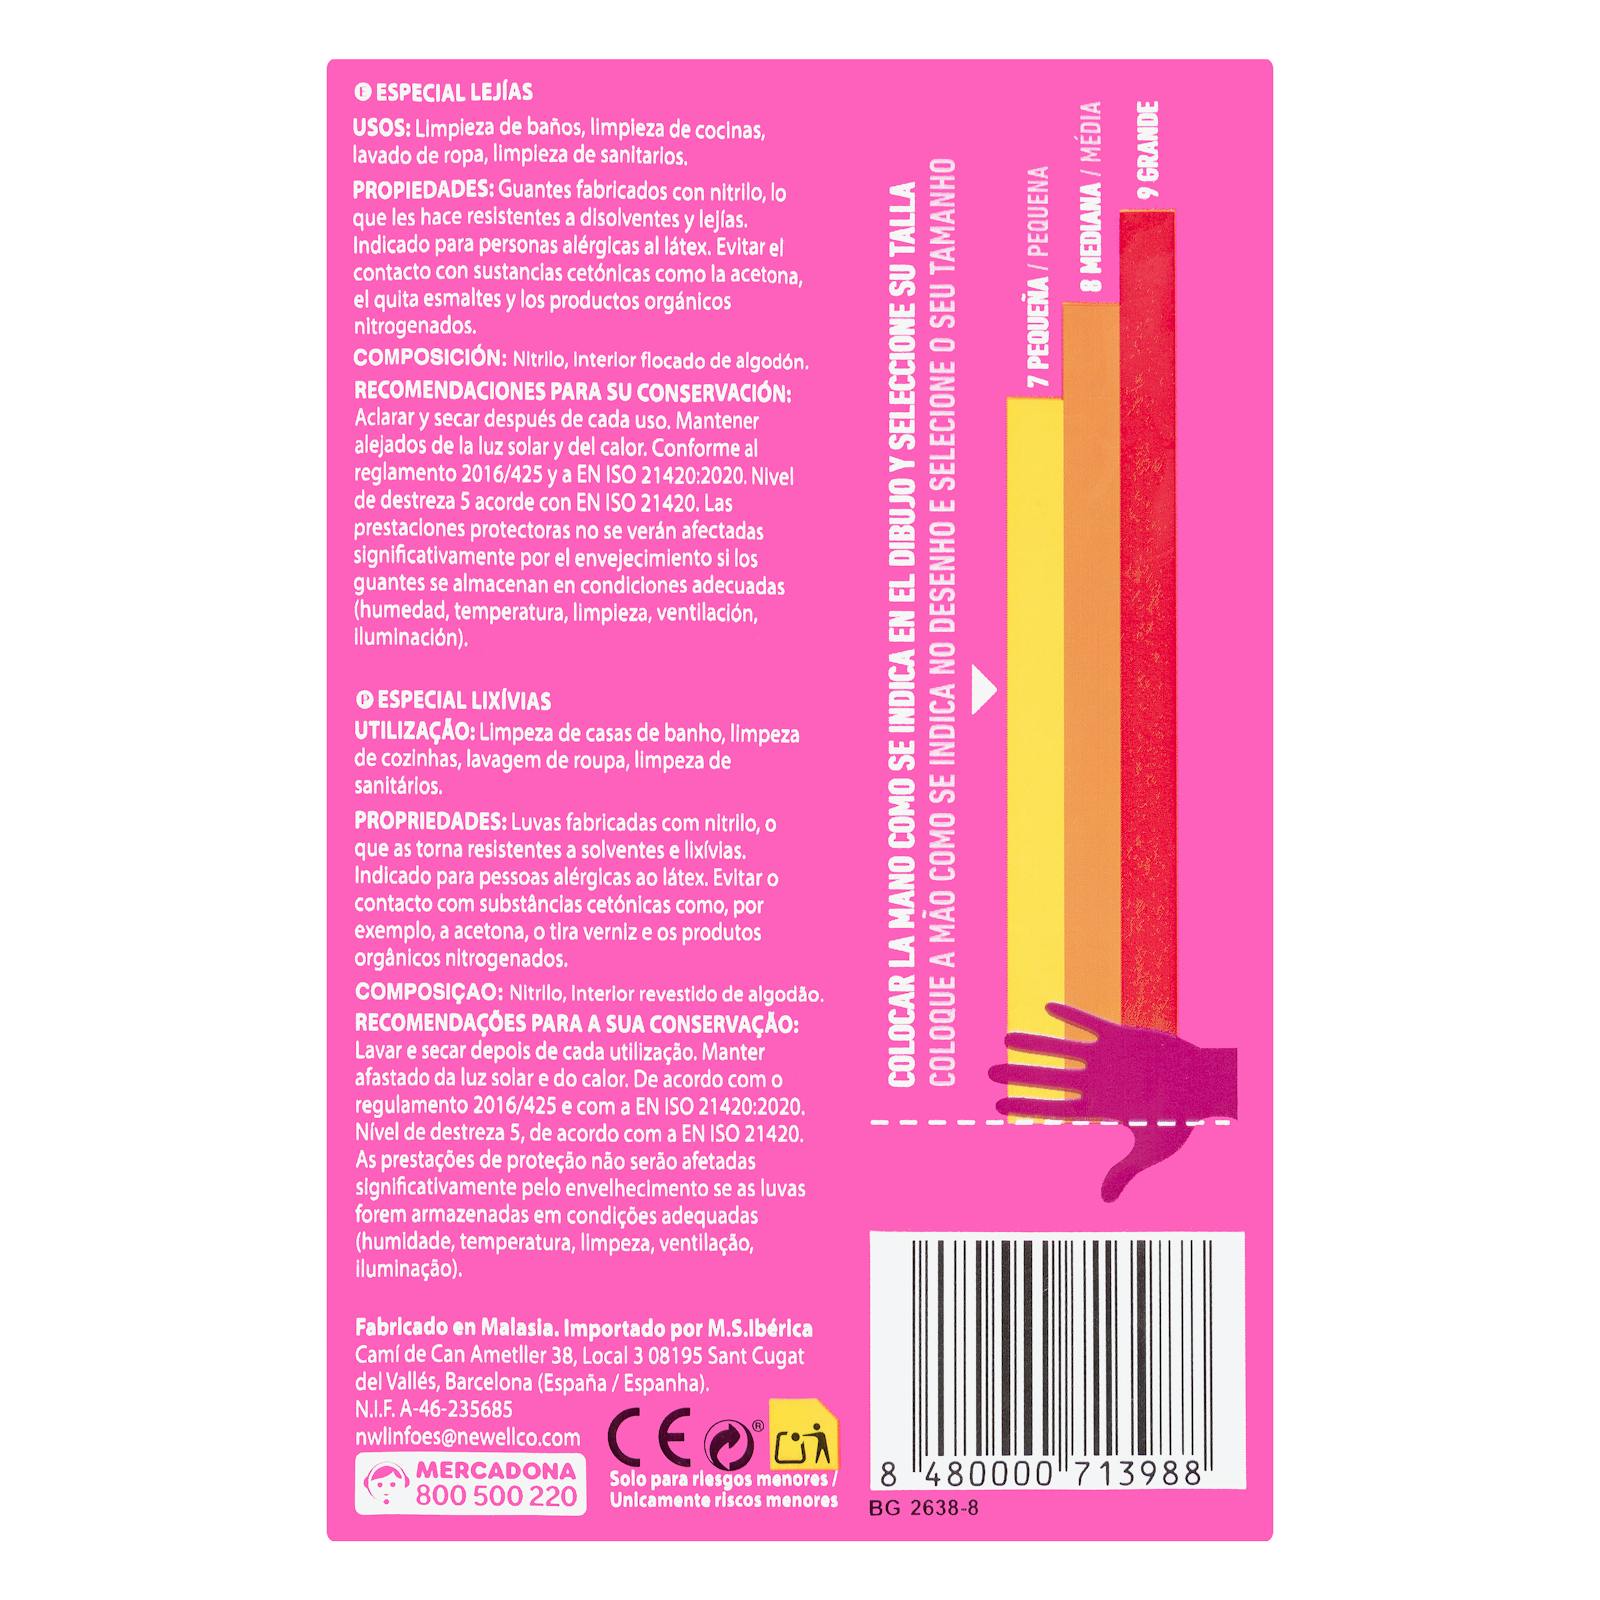 E ESPECIAL LEJÍAS
USOS: Limpieza de baños, limpieza de cocinas,
lavado de ropa, limpieza de sanitarios.
PROPIEDADES: Guantes fabricados con nitrilo, lo
que les hace resistentes a disolventes y lejías.
Indicado para personas alérgicas al látex. Evitar el
contacto con sustancias cetónicas como la acetona,
el quita esmaltes y los productos orgánicos
nitrogenados.
COMPOSICIÓN: Nitrilo, interior flocado de algodón.
RECOMENDACIONES PARA SU CONSERVACIÓN:
Aclarar y secar después de cada uso. Mantener
alejados de la luz solar y del calor. Conforme al
reglamento 2016/425 y a EN ISO 21420:2020. Nivel
de destreza 5 acorde con EN ISO 21420. Las
prestaciones protectoras no se verán afectadas
significativamente por el envejecimiento si los
guantes se almacenan en condiciones adecuadas
(humedad, temperatura, limpieza, ventilación,
iluminación).
P ESPECIAL LIXÍVIAS
UTILIZAÇÃO: Limpeza de casas de banho, limpeza
de cozinhas, lavagem de roupa, limpeza de
sanitários.
PROPRIEDADES: Luvas fabricadas com nitrilo, o
que as torna resistentes a solventes e lixívias.
Indicado para pessoas alérgicas ao látex. Evitar o
contacto com substâncias cetónicas como, por
exemplo, a acetona, o tira verniz e os produtos
orgânicos nitrogenados.
COMPOSIÇAO: Nitrilo, interior revestido de algodão.
RECOMENDAÇÕES PARA A SUA CONSERVAÇÃO:
Lavar e secar depois de cada utilização. Manter
afastado da luz solar e do calor. De acordo com o
regulamento 2016/425 e com a EN ISO 21420:2020.
Nível de destreza 5, de acordo com a EN ISO 21420.
As prestações de proteção não serão afetadas
significativamente pelo envelhecimento se as luvas
forem armazenadas em condições adequadas
(humidade, temperatura, limpeza, ventilação,
iluminação).
Fabricado en Malasia. Importado por M.S.Ibérica
Camí de Can Ametller 38, Local 3 08195 Sant Cugat
del Vallés, Barcelona (España / Espanha).
N.I.F. A-46-235685
nwlinfoes@newellco.com
MERCADONA
800 500 220
CE
®
Solo para riesgos menores /
Unicamente riscos menores
COLOCAR LA MANO COMO SE INDICA EN EL DIBUJO Y SELECCIONE SU TALLA
COLOQUE A MÃO COMO SE INDICA NO DESENHO E SELECIONE O SEU TAMANHO
7 PEQUEÑA / PEQUENA
8 MEDIANA / MÉDIA
9 GRANDE
8 480000 713988
BG 2638-8